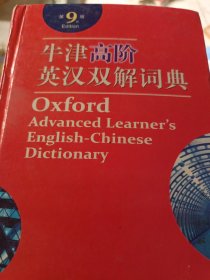 第9版
Edition
牛津高阶
英汉双解词典
Oxford
Advanced Learner's
English-Chinese
Dictionary